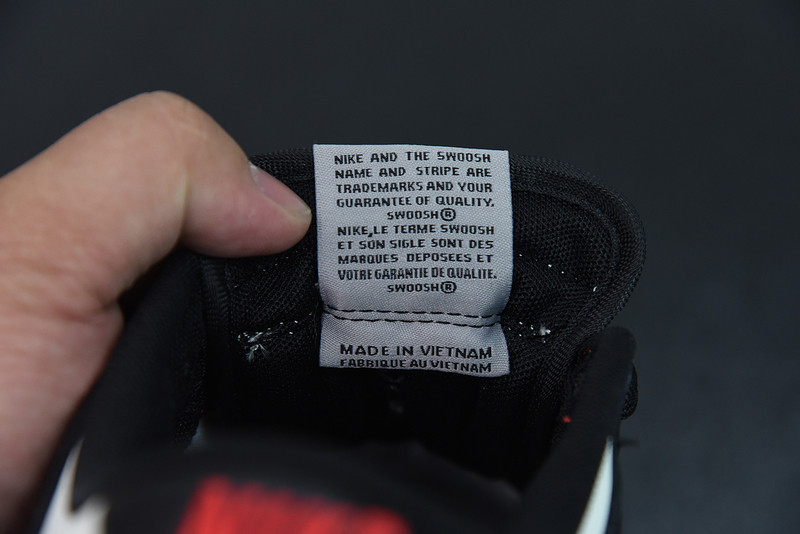 NIKE AND THE SWOOSH
NAME AND STRIPE ARE
TRADEMARKS AND YOUR
GUARANTEE OF QUALITY.
SWOOSH®
NIKE,LE TERME SWOOSH
ET SON SIGLE SONT DES
MARQUES DEPOSEES ET
VOTRE GARANTIE DE QUALITE.
SWOOSH®
MADE IN VIETNAM
FABRIQUE AU VIETNAM